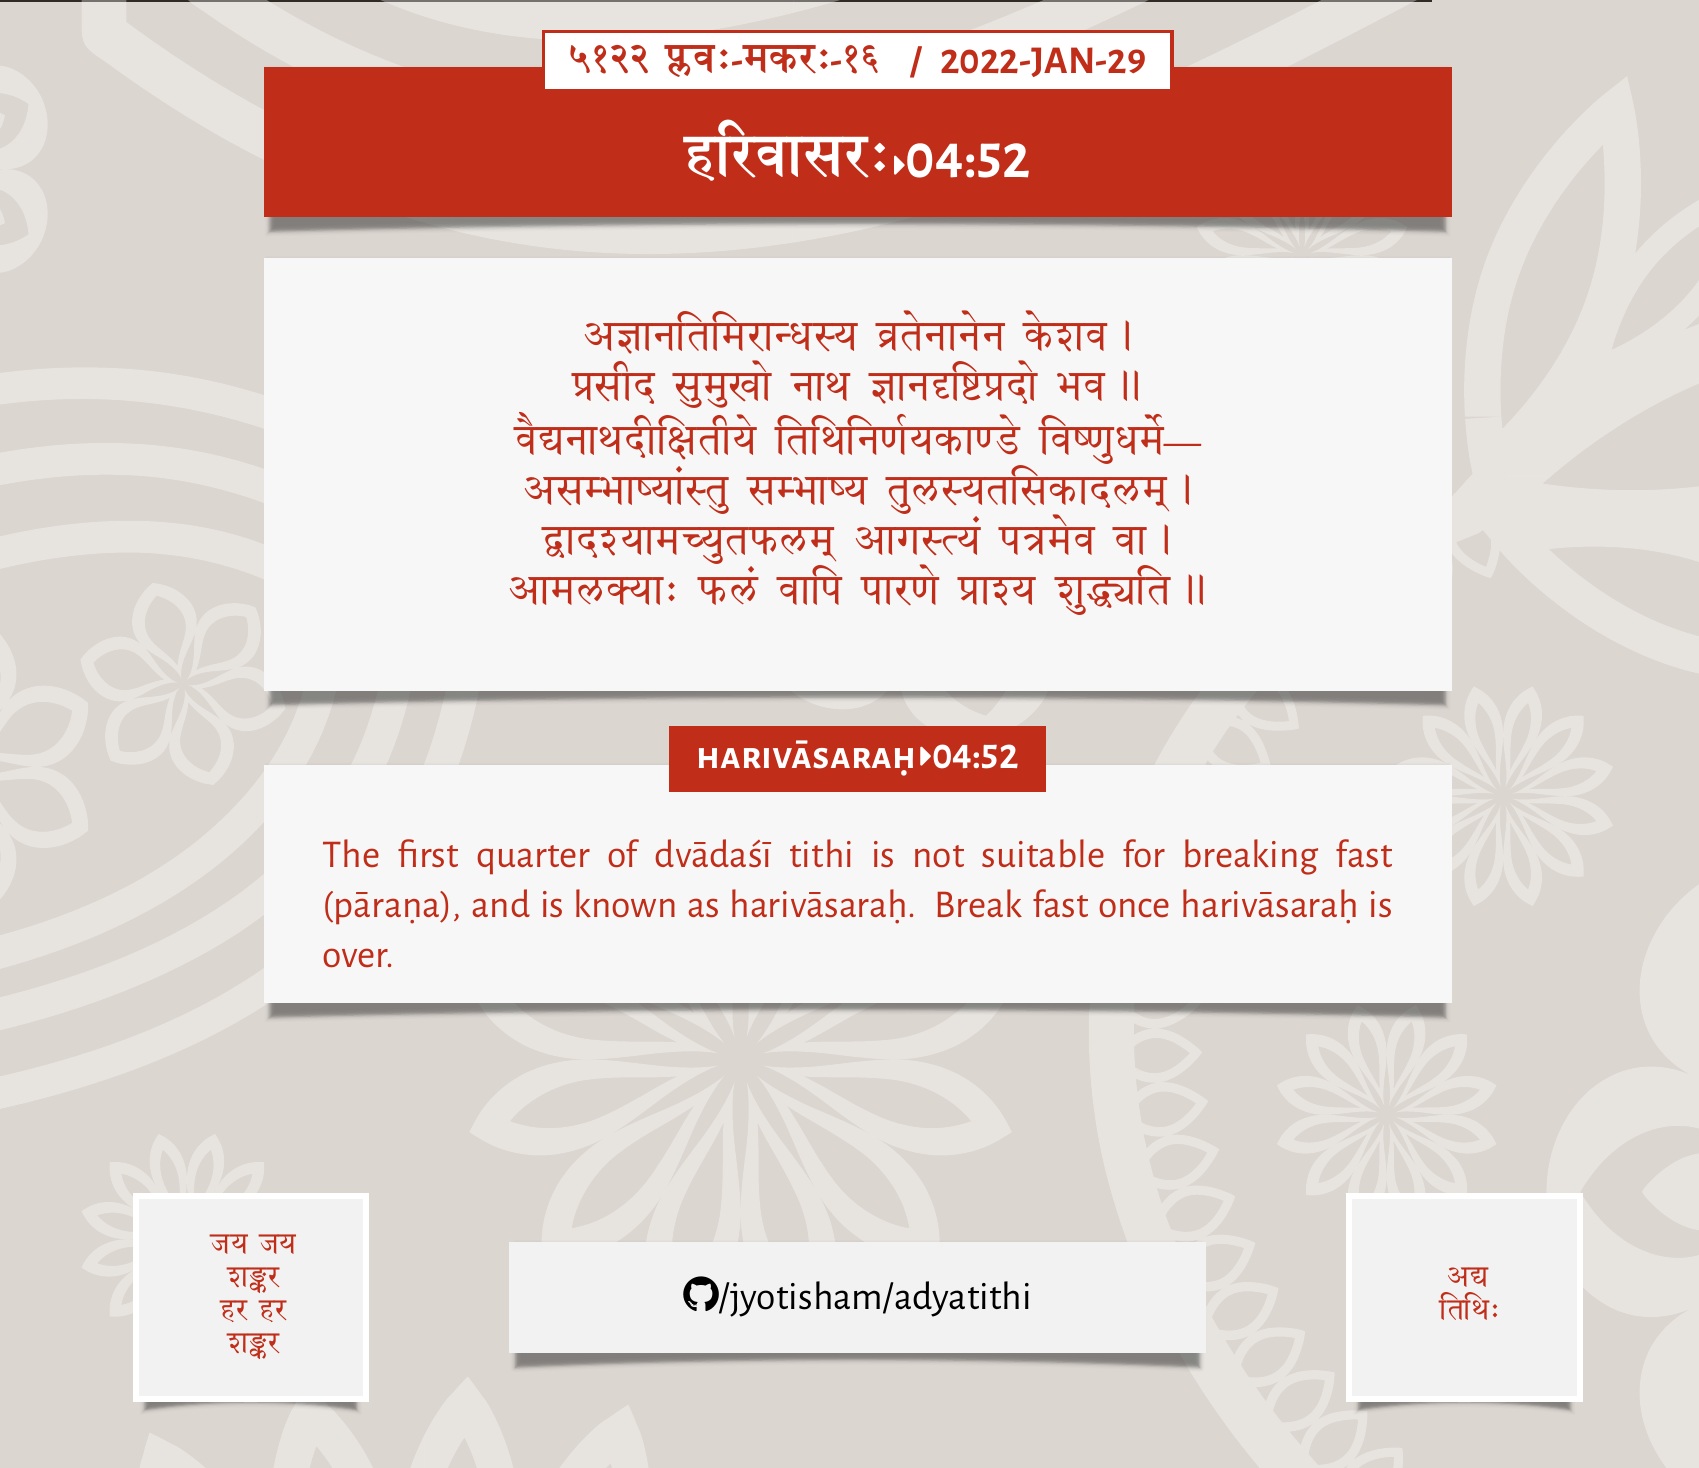 ५१२२ प्लवः-मकरः-१६ / 2022-JAN-29
हरिवासरः▸04:52
अज्ञानतिमिरान्धस्य व्रतेनानेन केशव ।
प्रसीद सुमुखो नाथ ज्ञानदृष्टिप्रदो भव ॥
वैद्यनाथदीक्षितीये तिथिनिर्णयकाण्डे विष्णुधर्मे—
असम्भाष्यांस्तु सम्भाष्य तुलस्यतसिकादलम् ।
द्वादश्यामच्युतफलम् आगस्त्यं पत्रमेव वा ।
आमलक्याः फलं वापि पारणे प्राश्य शुद्ध्यति ॥
HARIVĀSARAḤ▸04:52
The first quarter of dvādaśī tithi is not suitable for breaking fast
(pāraṇa), and is known as harivāsaraḥ. Break fast once harivāsaraḥ is
over.
जय जय
शङ्कर
हर हर
शङ्कर
/jyotisham/adyatithi
अद्य
तिथिः